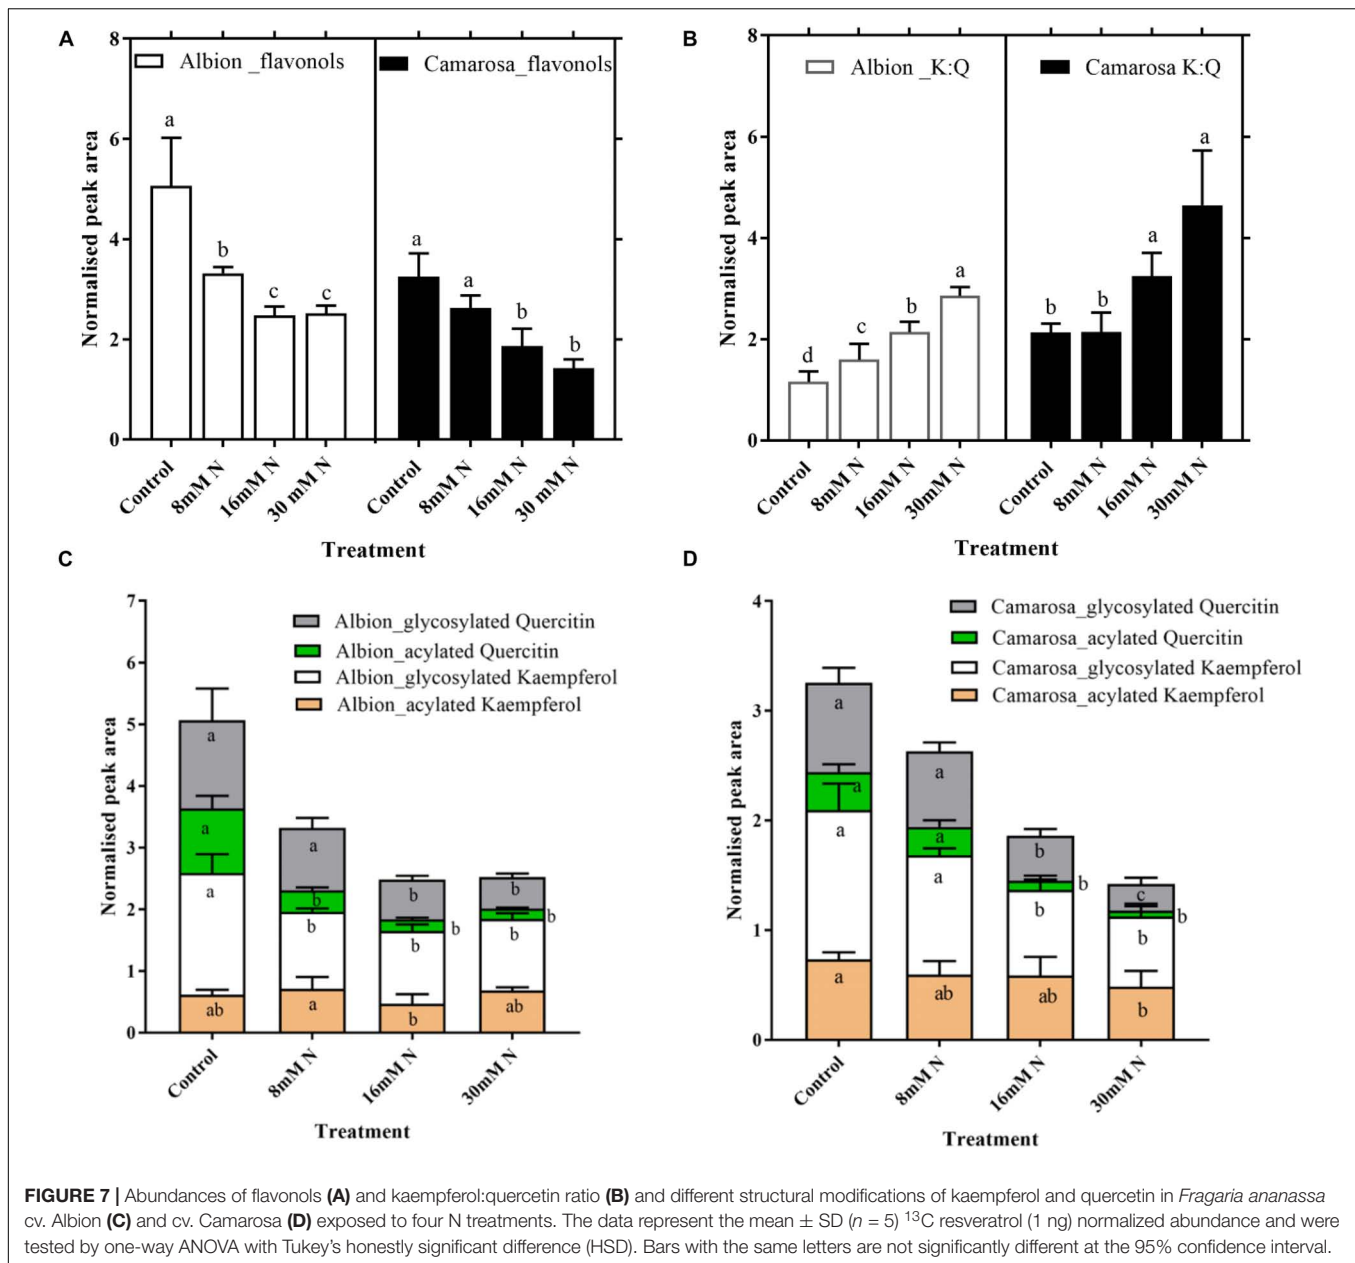 A
8
Albion _flavonols
Camarosa_flavonols
Normalised peak area
6
4
2
0
a
b
c
c
a
a
b
b
Control
8mM N
16mM N
30 mM N
Control
8mM N
16mM N
30 mM N
Treatment
B
8
Albion _K:Q
Camarosa K:Q
Normalised peak area
6
4
2
0
d
c
b
a
b
b
a
a
Control
8mM N
16mM N
30mM N
Control
8mM N
16mM N
30mM N
Treatment
C
7
6
5
4
3
2
1
0
Normalised peak area
Albion_glycosylated Quercitin
Albion_acylated Quercitin
Albion_glycosylated Kaempferol
Albion_acylated Kaempferol
a
a
a
ab
a
b
b
a
b
b
b
b
b
b
b
ab
Control
8mM N
16mM N
30mM N
Treatment
D
4
3
2
1
0
Normalised peak area
Camarosa_glycosylated Quercitin
Camarosa_acylated Quercitin
Camarosa_glycosylated Kaempferol
Camarosa_acylated Kaempferol
a
a
a
a
a
a
a
ab
b
b
b
ab
c
b
b
b
Control
8mM N
16mM N
30mM N
Treatment
FIGURE 7 | Abundances of flavonols (A) and kaempferol:quercetin ratio (B) and different structural modifications of kaempferol and quercetin in Fragaria ananassa
cv. Albion (C) and cv. Camarosa (D) exposed to four N treatments. The data represent the mean ± SD (n = 5) ¹³C resveratrol (1 ng) normalized abundance and were
tested by one-way ANOVA with Tukey's honestly significant difference (HSD). Bars with the same letters are not significantly different at the 95% confidence interval.